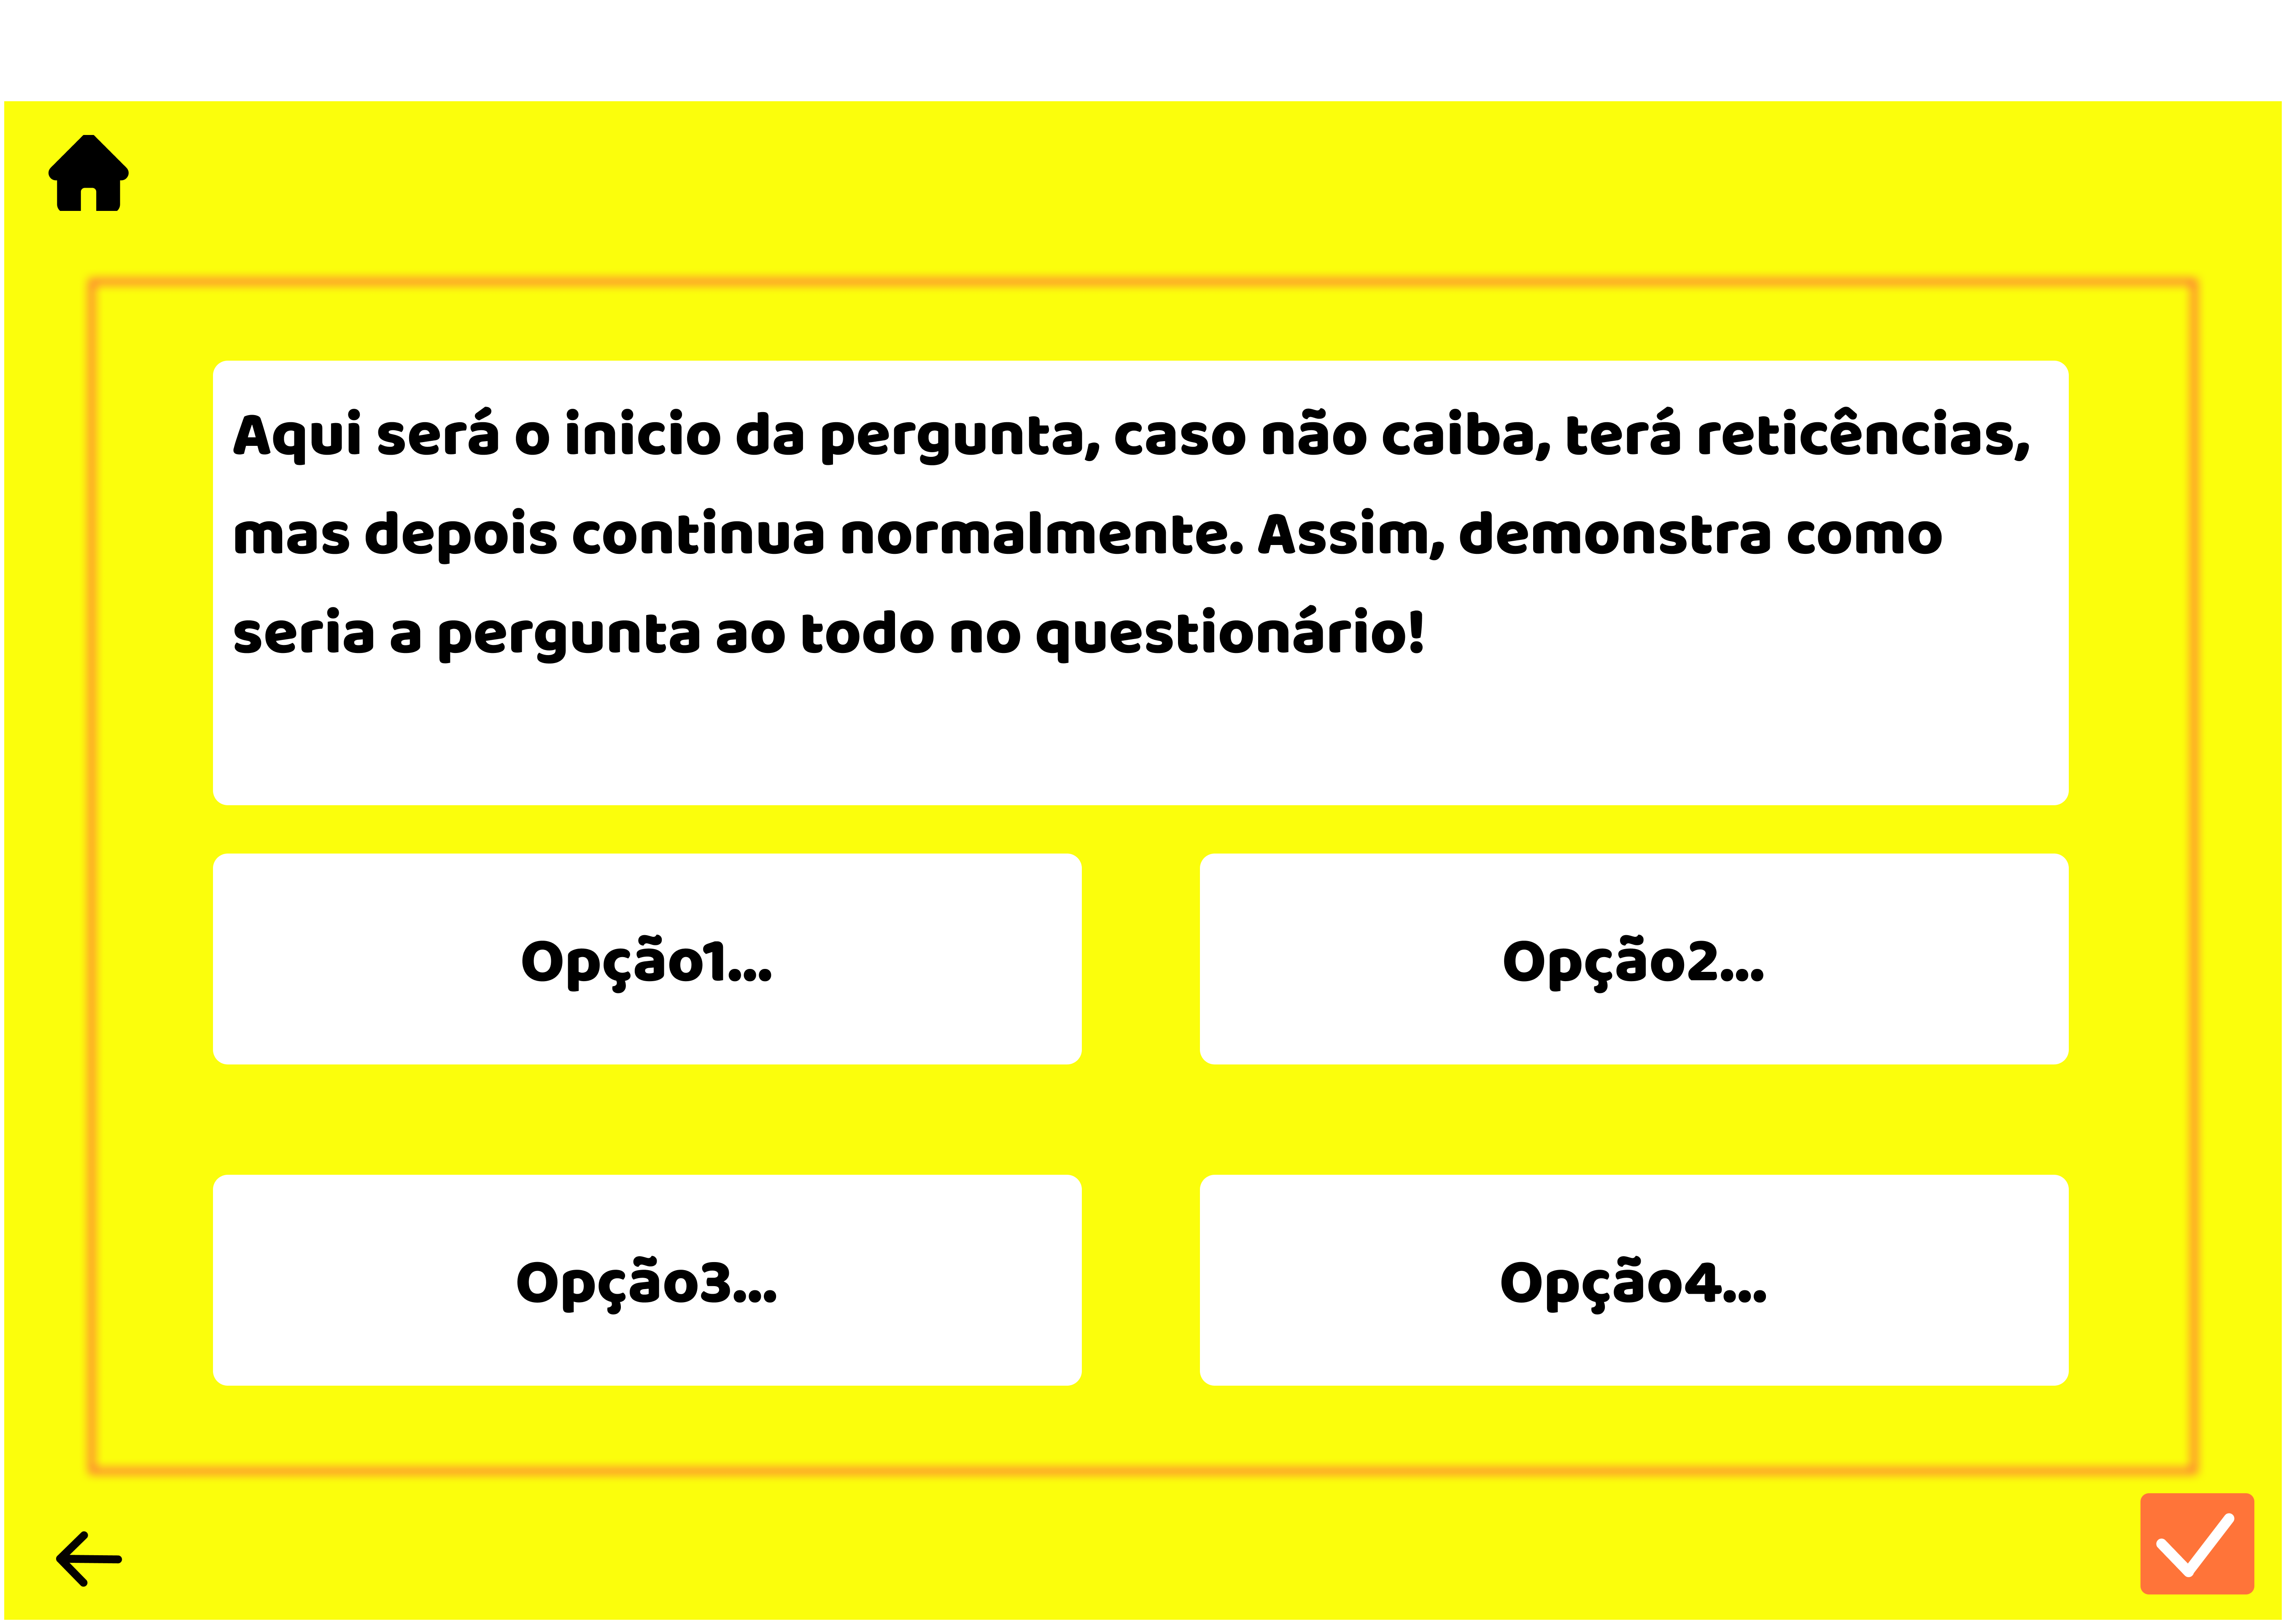 Aqui será o inicio da pergunta, caso não caiba, terá reticências,
mas depois continua normalmente. Assim, demonstra como
seria a pergunta ao todo no questionário!
Opção1...
Opção2...
Opção3...
Opção4...